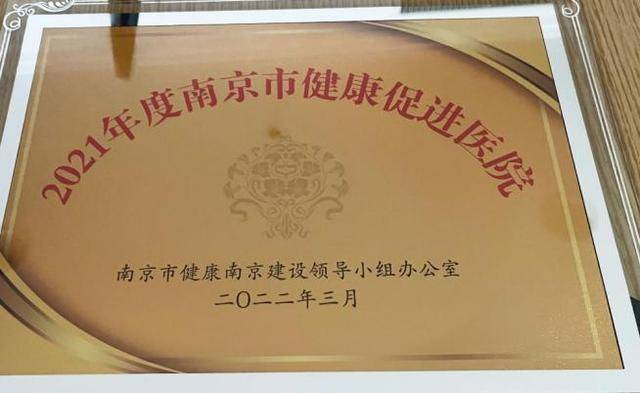 2021年度南京市健康促进医院
南京市健康南京建设领导小组办公室
二〇二二年三月